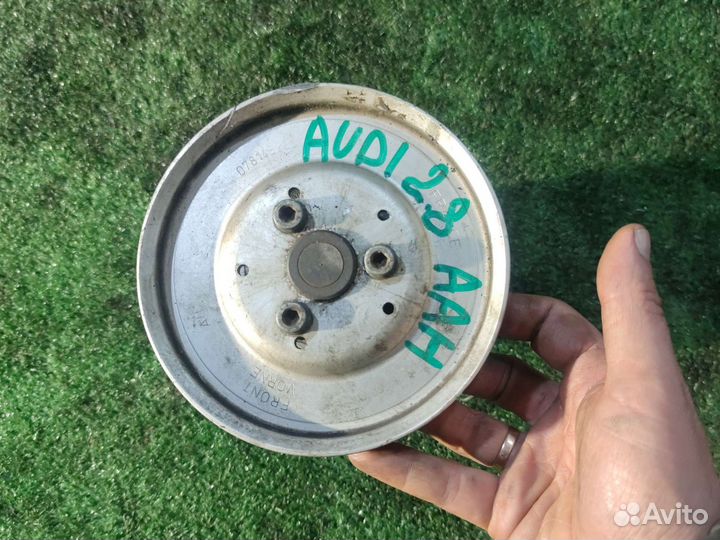 AUDI 2.8 AAH
FRONT
VORNE
Avito